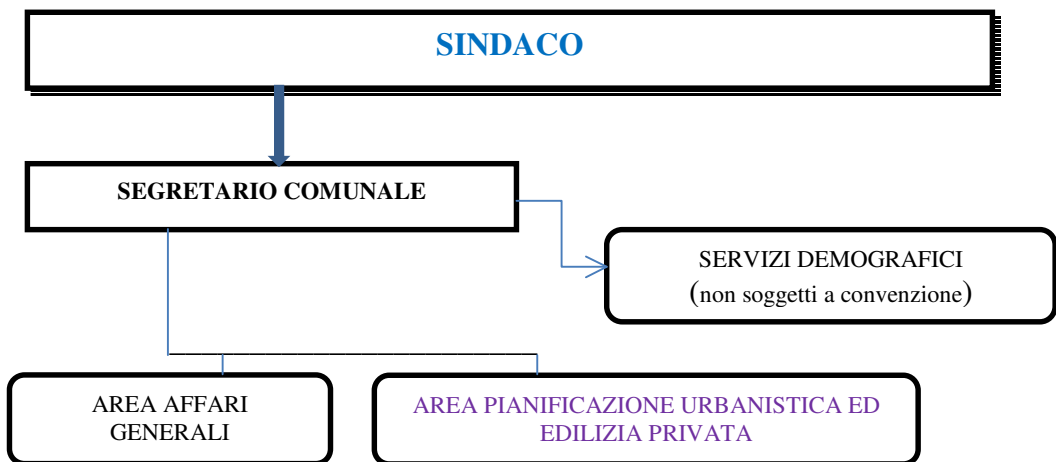 SINDACO
SEGRETARIO COMUNALE
SERVIZI DEMOGRAFICI
(non soggetti a convenzione)
AREA AFFARI
GENERALI
AREA PIANIFICAZIONE URBANISTICA ED
EDILIZIA PRIVATA